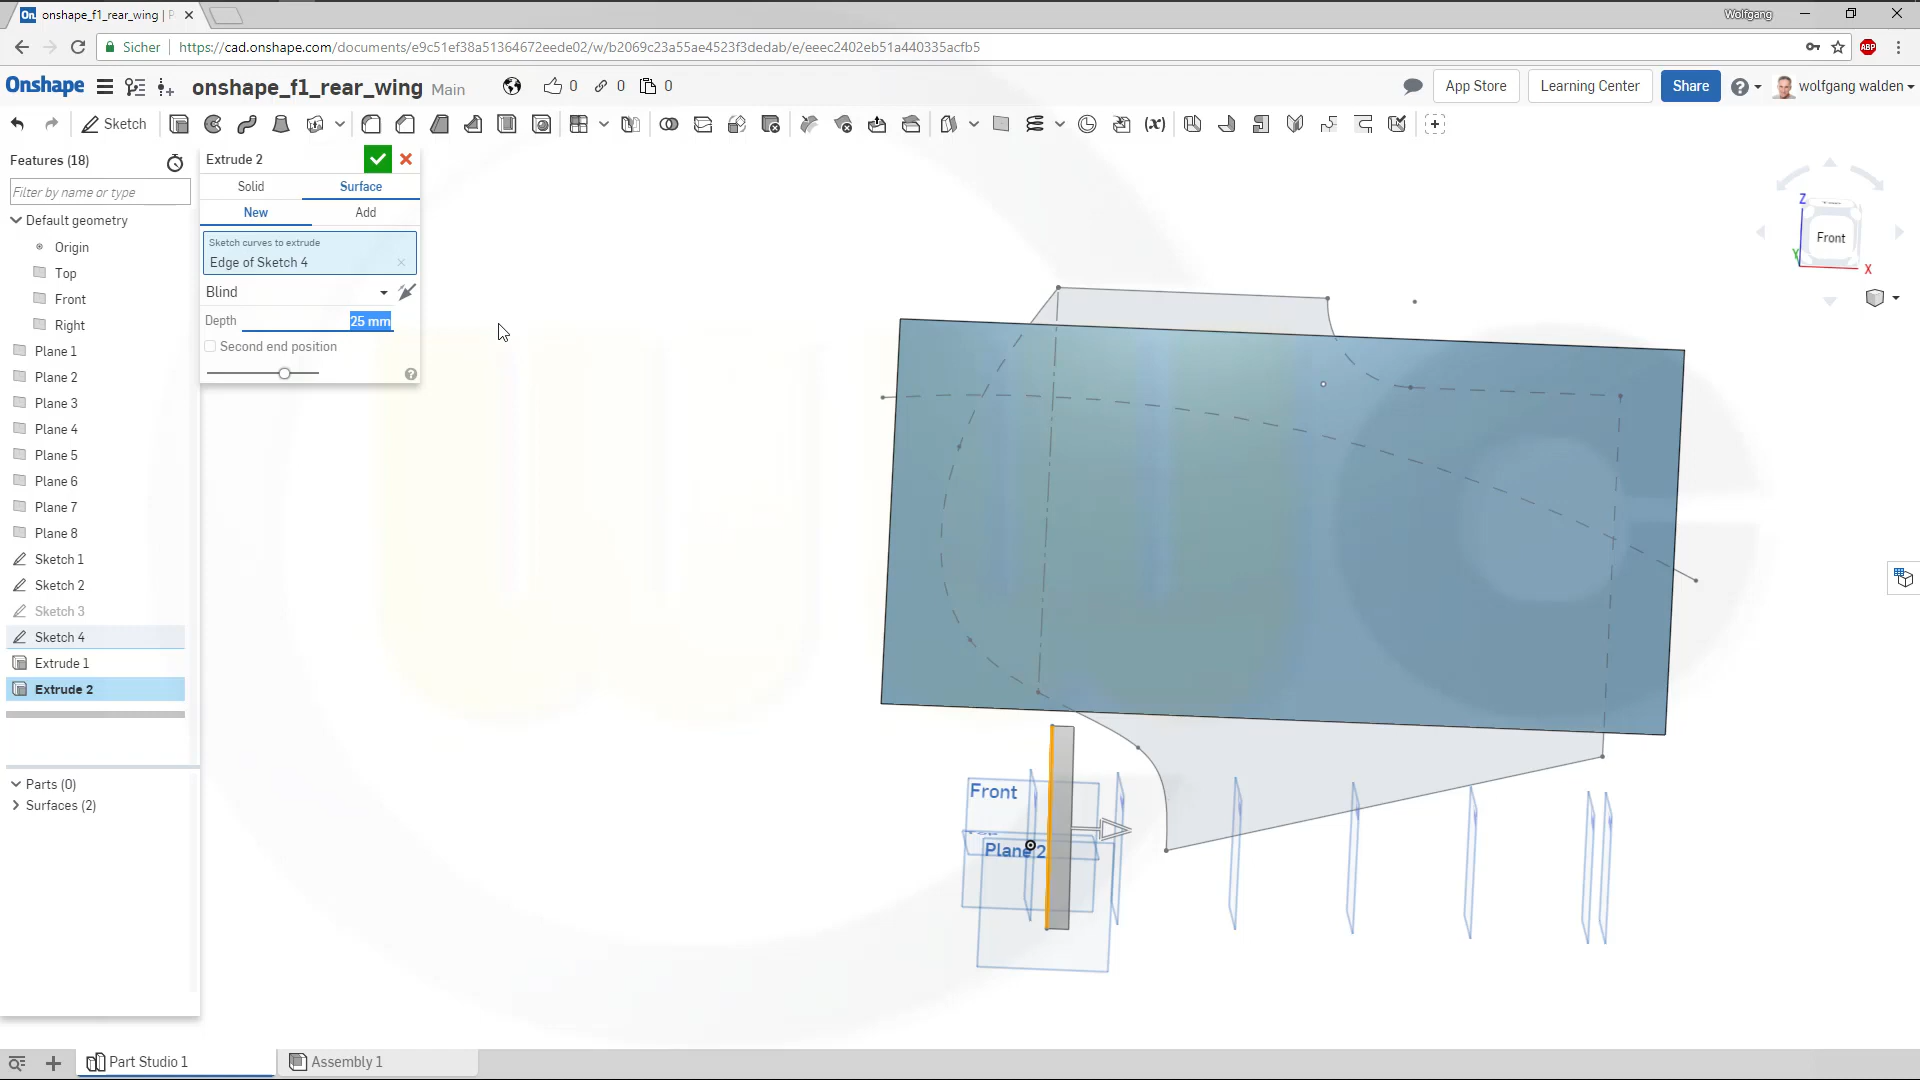 On onshape_f1_rear_wing | P
Wolfgang
Sicher https://cad.onshape.com/documents/e9c51ef38a51364672eede02/w/b2069c23a55ae4523f3dedab/e/eeec2402eb51a440335acfb5
ABP
Onshape onshape_f1_rear_wing Main 0 0 0 App Store Learning Center Share wolfgang walden
Sketch (x)
Features (18)
Filter by name or type
Default geometry
Origin
Top
Front
Right
Plane 1
Plane 2
Plane 3
Plane 4
Plane 5
Plane 6
Plane 7
Plane 8
Sketch 1
Sketch 2
Sketch 3
Sketch 4
Extrude 1
Extrude 2
Parts (0)
Surfaces (2)
Extrude 2
Solid Surface
New Add
Sketch curves to extrude
Edge of Sketch 4
Blind
Depth 25 mm
Second end position
Z
Front
Y
X
Front
Top
Plane 2
Part Studio 1 Assembly 1